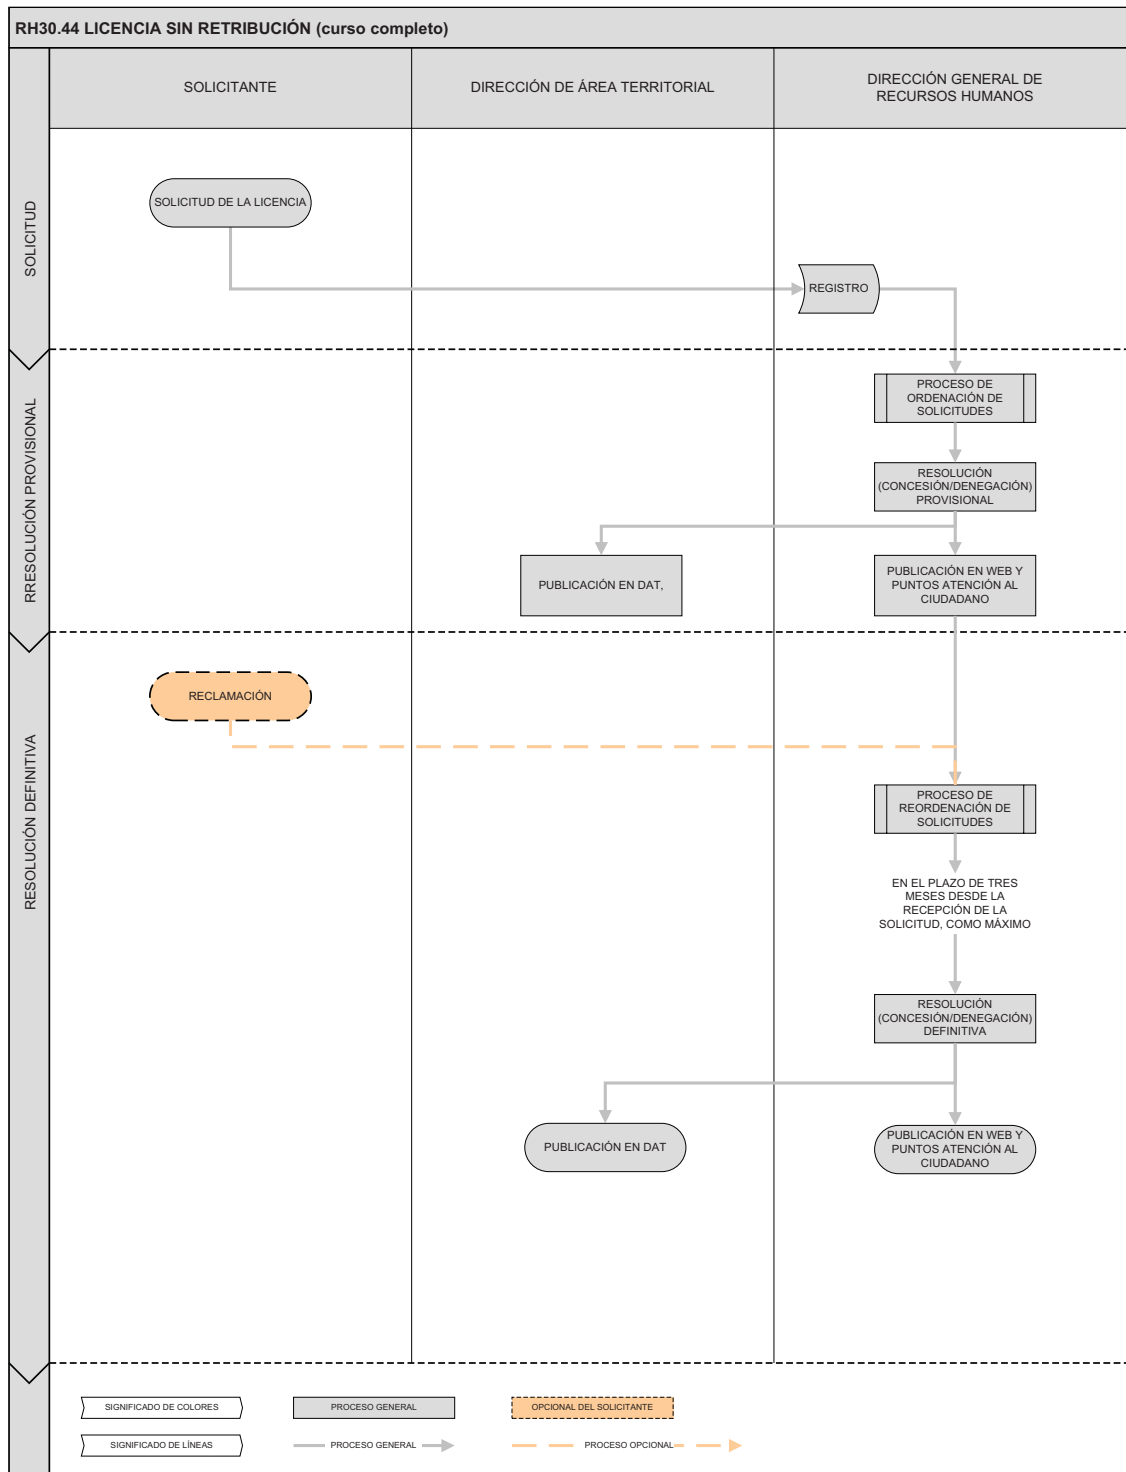 RH30.44 LICENCIA SIN RETRIBUCIÓN (curso completo)
SOLICITANTE
DIRECCIÓN DE ÁREA TERRITORIAL
DIRECCIÓN GENERAL DE
RECURSOS HUMANOS
SOLICITUD
SOLICITUD DE LA LICENCIA
REGISTRO
RRESOLUCIÓN PROVISIONAL
PROCESO DE
ORDENACIÓN DE
SOLICITUDES
RESOLUCIÓN
(CONCESIÓN/DENEGACIÓN)
PROVISIONAL
PUBLICACIÓN EN DAT,
PUBLICACIÓN EN WEB Y
PUNTOS ATENCIÓN AL
CIUDADANO
RESOLUCIÓN DEFINITIVA
RECLAMACIÓN
PROCESO DE
REORDENACIÓN DE
SOLICITUDES
EN EL PLAZO DE TRES
MESES DESDE LA
RECEPCIÓN DE LA
SOLICITUD, COMO MÁXIMO
RESOLUCIÓN
(CONCESIÓN/DENEGACIÓN)
DEFINITIVA
PUBLICACIÓN EN DAT
PUBLICACIÓN EN WEB Y
PUNTOS ATENCIÓN AL
CIUDADANO
SIGNIFICADO DE COLORES
PROCESO GENERAL
OPCIONAL DEL SOLICITANTE
SIGNIFICADO DE LÍNEAS
PROCESO GENERAL
PROCESO OPCIONAL